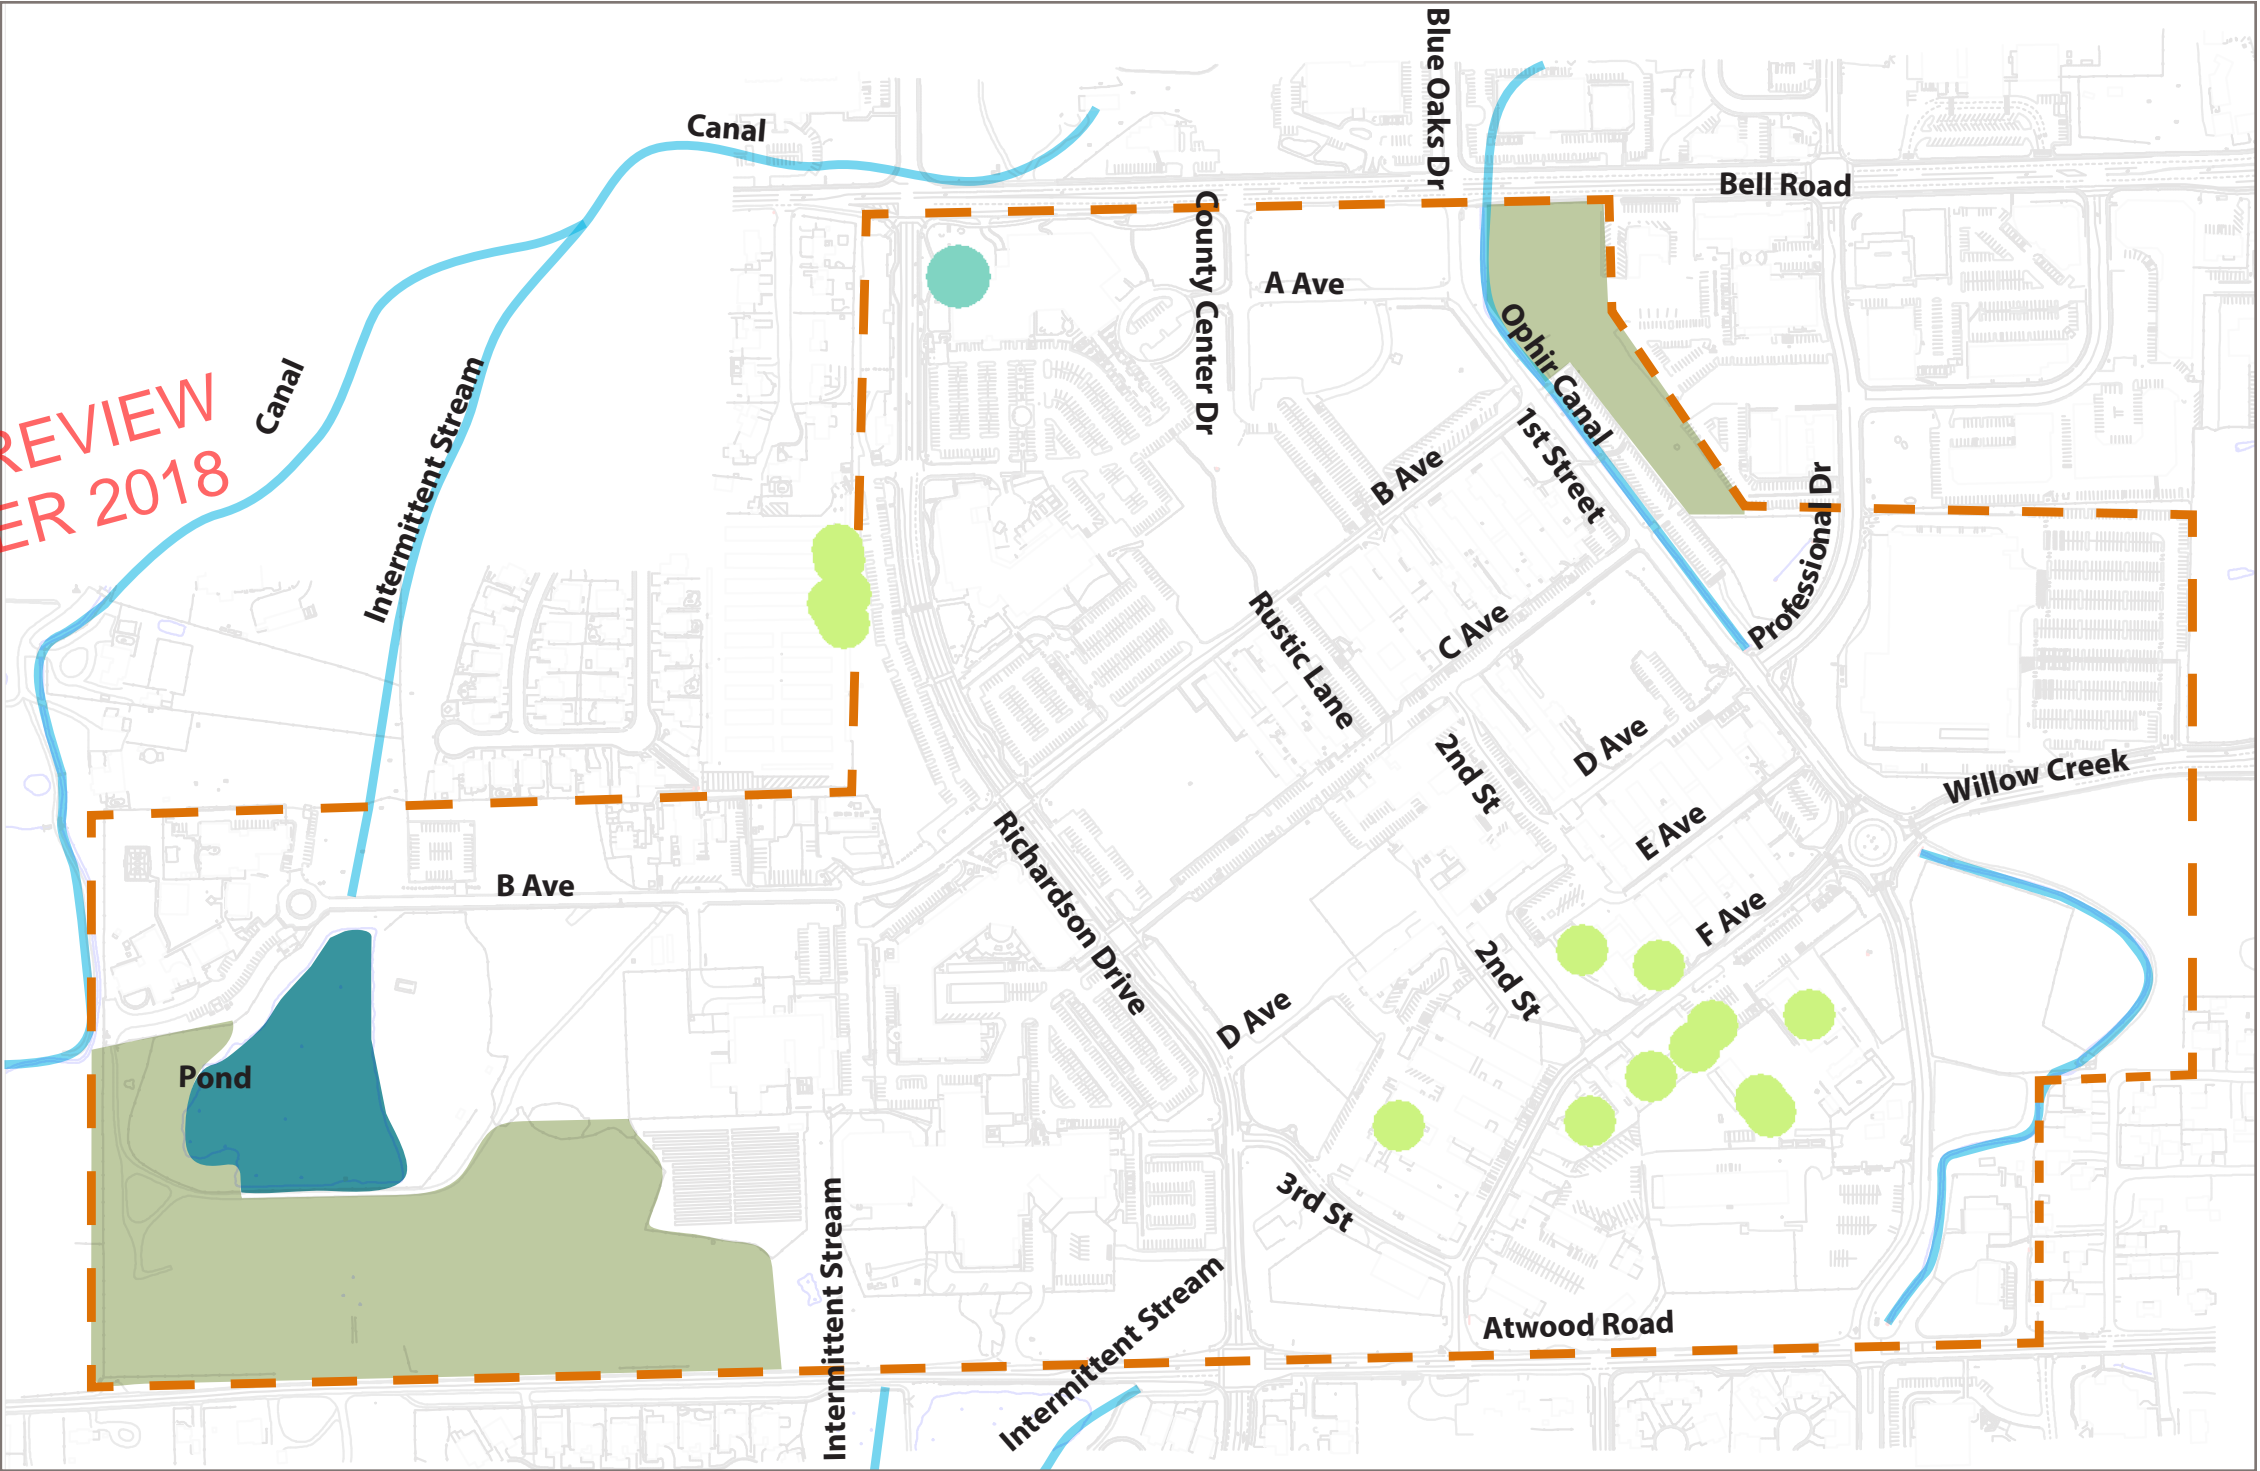 Blue Oaks Dr
Canal
Bell Road
County Center Dr
A Ave
Ophir Canal
Canal
Intermittent Stream
REVIEW
ER 2018
1st Street
B Ave
Professional Dr
Rustic Lane
C Ave
2nd St
D Ave
Willow Creek
E Ave
Richardson Drive
B Ave
F Ave
2nd St
D Ave
Pond
3rd St
Intermittent Stream
Intermittent Stream
Atwood Road